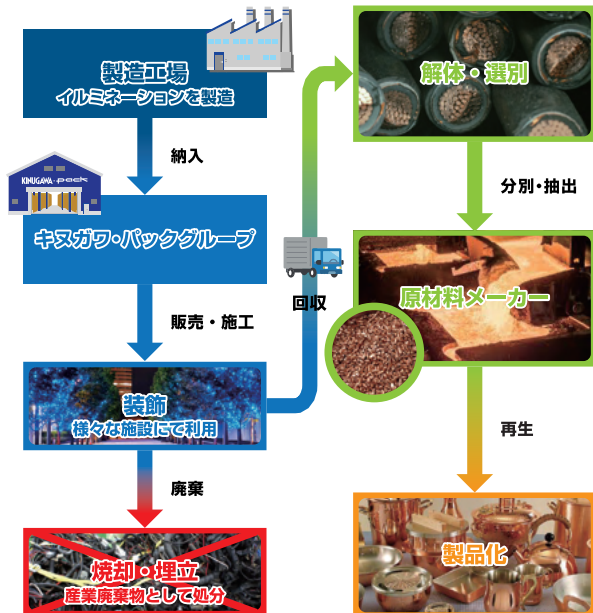 製造工場
イルミネーションを製造
納入
KINUGAWA・pack
キヌガワ・パックグループ
販売・施工
装飾
様々な施設にて利用
廃棄
焼却・埋立
産業廃棄物として処分
回収
解体・選別
分別・抽出
原材料メーカー
再生
製品化